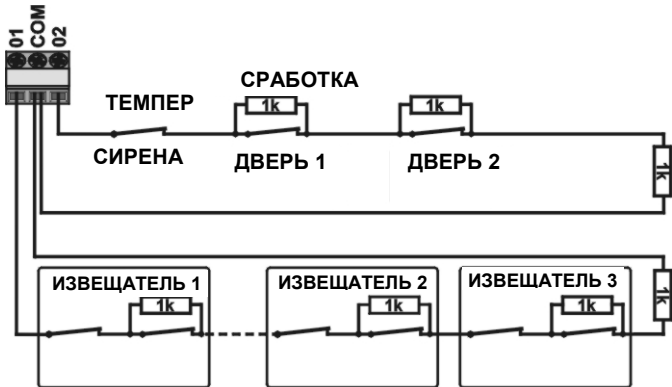 01
COM
02
СРАБОТКА
1k
1k
ТЕМПЕР
СИРЕНА
ДВЕРЬ 1
ДВЕРЬ 2
1k
ИЗВЕЩАТЕЛЬ 1
ИЗВЕЩАТЕЛЬ 2
ИЗВЕЩАТЕЛЬ 3
1k
1k
1k
1k